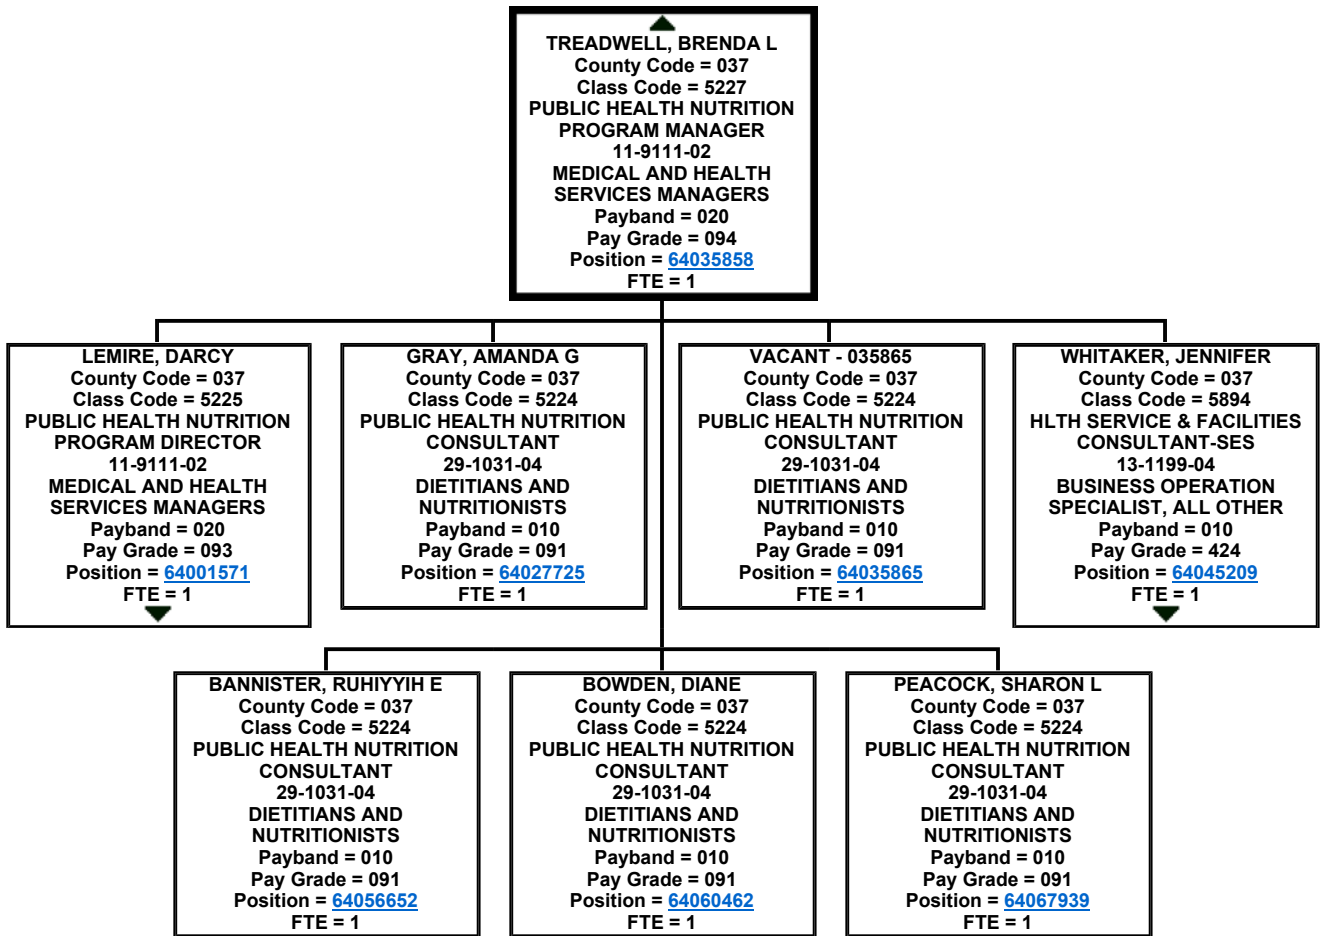 TREADWELL, BRENDA L
County Code = 037
Class Code = 5227
PUBLIC HEALTH NUTRITION
PROGRAM MANAGER
11-9111-02
MEDICAL AND HEALTH
SERVICES MANAGERS
Payband = 020
Pay Grade = 094
Position = 64035858
FTE = 1
LEMIRE, DARCY
County Code = 037
Class Code = 5225
PUBLIC HEALTH NUTRITION
PROGRAM DIRECTOR
11-9111-02
MEDICAL AND HEALTH
SERVICES MANAGERS
Payband = 020
Pay Grade = 093
Position = 64001571
FTE = 1
GRAY, AMANDA G
County Code = 037
Class Code = 5224
PUBLIC HEALTH NUTRITION
CONSULTANT
29-1031-04
DIETITIANS AND
NUTRITIONISTS
Payband = 010
Pay Grade = 091
Position = 64027725
FTE = 1
VACANT - 035865
County Code = 037
Class Code = 5224
PUBLIC HEALTH NUTRITION
CONSULTANT
29-1031-04
DIETITIANS AND
NUTRITIONISTS
Payband = 010
Pay Grade = 091
Position = 64035865
FTE = 1
WHITAKER, JENNIFER
County Code = 037
Class Code = 5894
HLTH SERVICE & FACILITIES
CONSULTANT-SES
13-1199-04
BUSINESS OPERATION
SPECIALIST, ALL OTHER
Payband = 010
Pay Grade = 424
Position = 64045209
FTE = 1
BANNISTER, RUHIYYIH E
County Code = 037
Class Code = 5224
PUBLIC HEALTH NUTRITION
CONSULTANT
29-1031-04
DIETITIANS AND
NUTRITIONISTS
Payband = 010
Pay Grade = 091
Position = 64056652
FTE = 1
BOWDEN, DIANE
County Code = 037
Class Code = 5224
PUBLIC HEALTH NUTRITION
CONSULTANT
29-1031-04
DIETITIANS AND
NUTRITIONISTS
Payband = 010
Pay Grade = 091
Position = 64060462
FTE = 1
PEACOCK, SHARON L
County Code = 037
Class Code = 5224
PUBLIC HEALTH NUTRITION
CONSULTANT
29-1031-04
DIETITIANS AND
NUTRITIONISTS
Payband = 010
Pay Grade = 091
Position = 64067939
FTE = 1